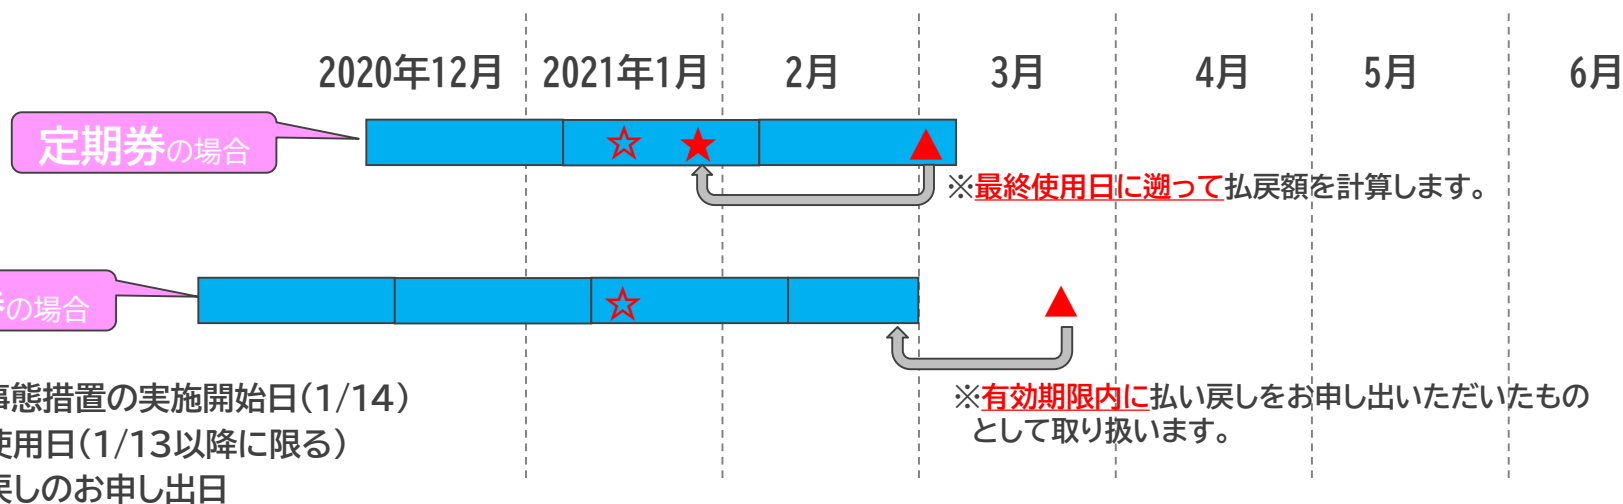 2020年12月 2021年1月 2月 3月 4月 5月 6月
定期券の場合
※最終使用日に遡って払戻額を計算します。
の場合
※有効期限内に払い戻しをお申し出いただいたもの
として取り扱います。
事態措置の実施開始日(1/14)
使用日(1/13以降に限る)
戻しのお申し出日